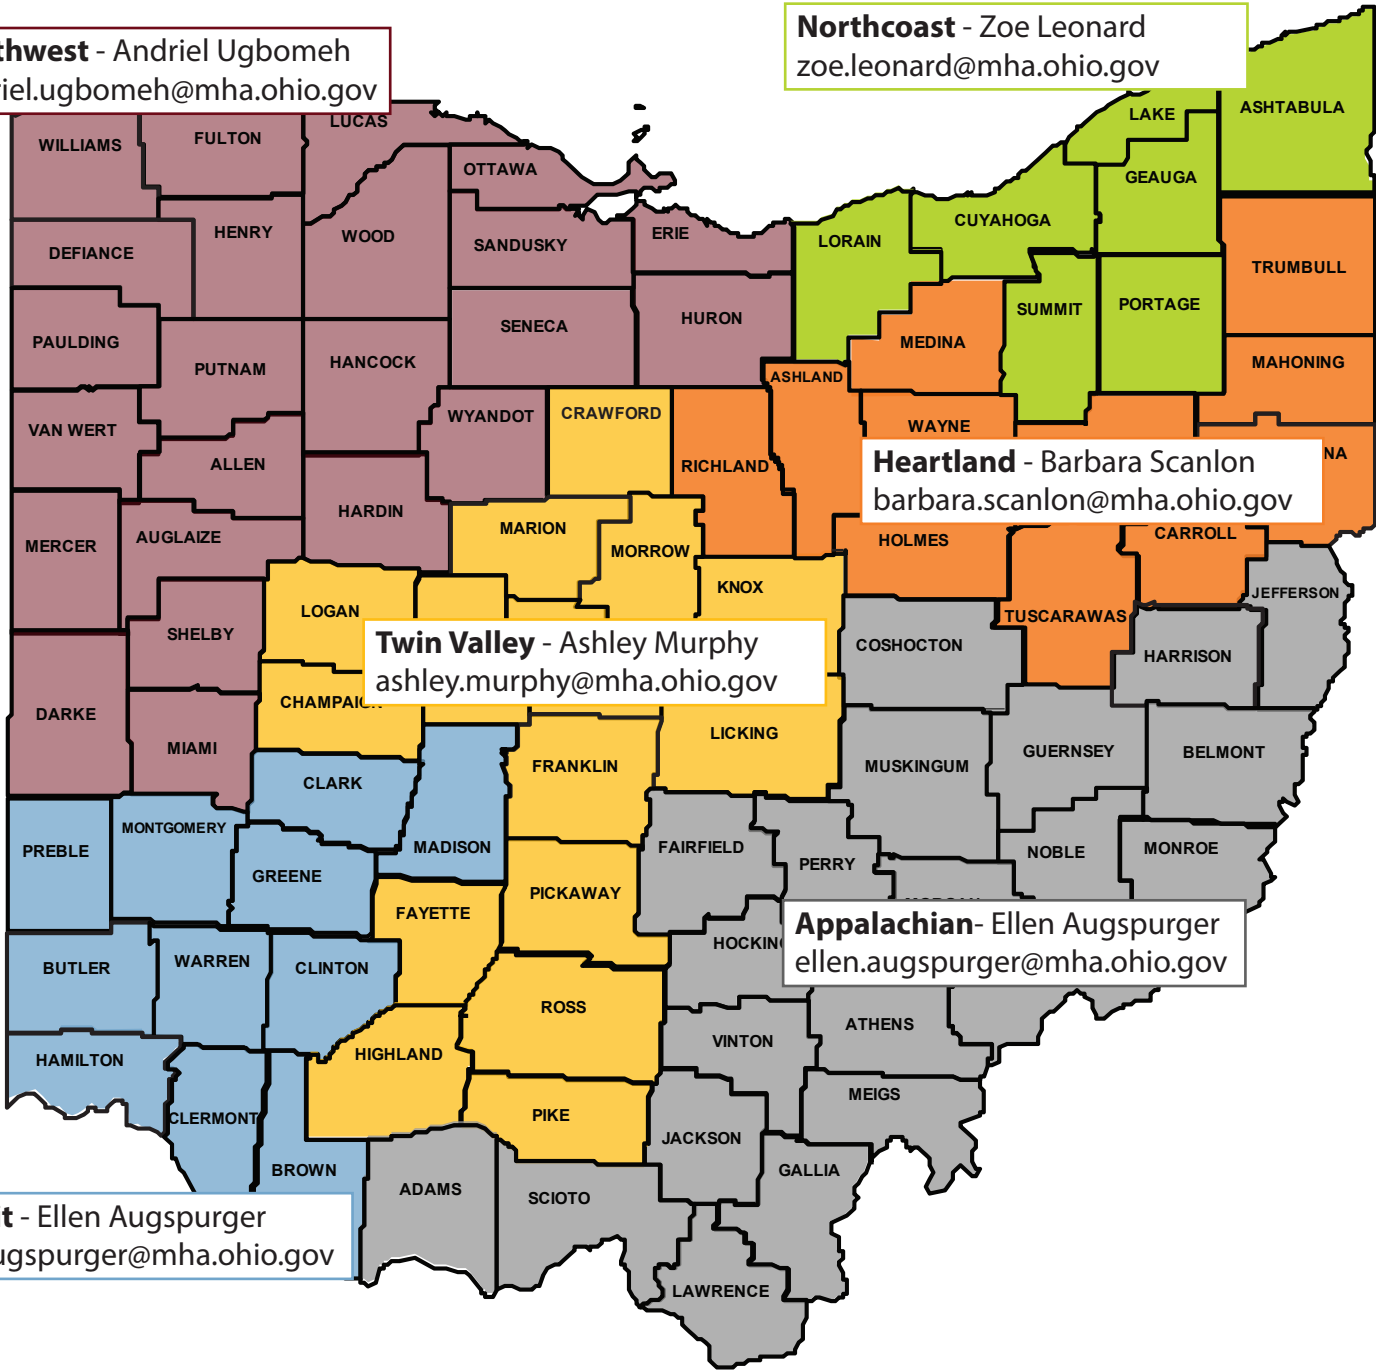 Northcoast - Zoe Leonard
zoe.leonard@mha.ohio.gov
thwest - Andriel Ugbomeh
riel.ugbomeh@mha.ohio.gov
LAKE
ASHTABULA
LUCAS
WILLIAMS
FULTON
OTTAWA
GEAUGA
CUYAHOGA
HENRY
WOOD
ERIE
LORAIN
SANDUSKY
DEFIANCE
TRUMBULL
SUMMIT
PORTAGE
HURON
SENECA
PAULDING
MEDINA
HANCOCK
MAHONING
PUTNAM
ASHLAND
CRAWFORD
WYANDOT
WAYNE
VAN WERT
NA
ALLEN
RICHLAND
Heartland - Barbara Scanlon
barbara.scanlon@mha.ohio.gov
HARDIN
MARION
AUGLAIZE
CARROLL
HOLMES
MERCER
MORROW
KNOX
JEFFERSON
LOGAN
TUSCARAWAS
SHELBY
COSHOCTON
HARRISON
Twin Valley - Ashley Murphy
ashley.murphy@mha.ohio.gov
CHAMPAIG
DARKE
LICKING
MIAMI
GUERNSEY
BELMONT
FRANKLIN
MUSKINGUM
CLARK
MONTGOMERY
MADISON
FAIRFIELD
PREBLE
NOBLE
MONROE
PERRY
GREENE
PICKAWAY
FAYETTE
Appalachian- Ellen Augspurger
ellen.augspurger@mha.ohio.gov
HOCKING
WARREN
BUTLER
CLINTON
ROSS
ATHENS
VINTON
HIGHLAND
HAMILTON
MEIGS
PIKE
CLERMONT
JACKSON
BROWN
GALLIA
ADAMS
SCIOTO
t - Ellen Augspurger
ugspurger@mha.ohio.gov
LAWRENCE